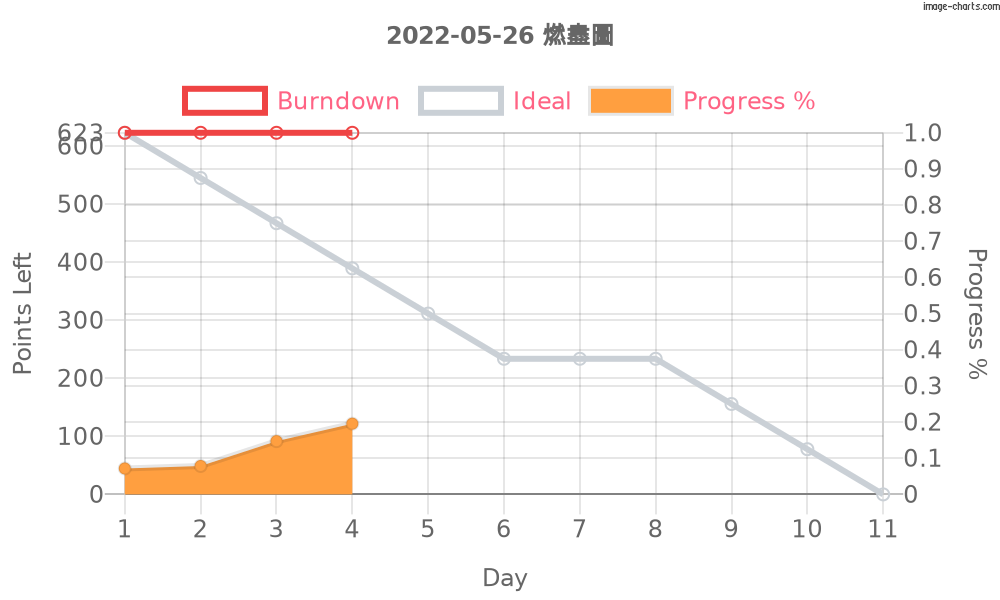 image-charts.com
2022-05-26 燃盡圖
Burndown Ideal Progress %
623
600
500
400
300
200
100
0
Points Left
1.0
0.9
0.8
0.7
0.6
0.5
0.4
0.3
0.2
0.1
0
Progress %
1 2 3 4 5 6 7 8 9 10 11
Day